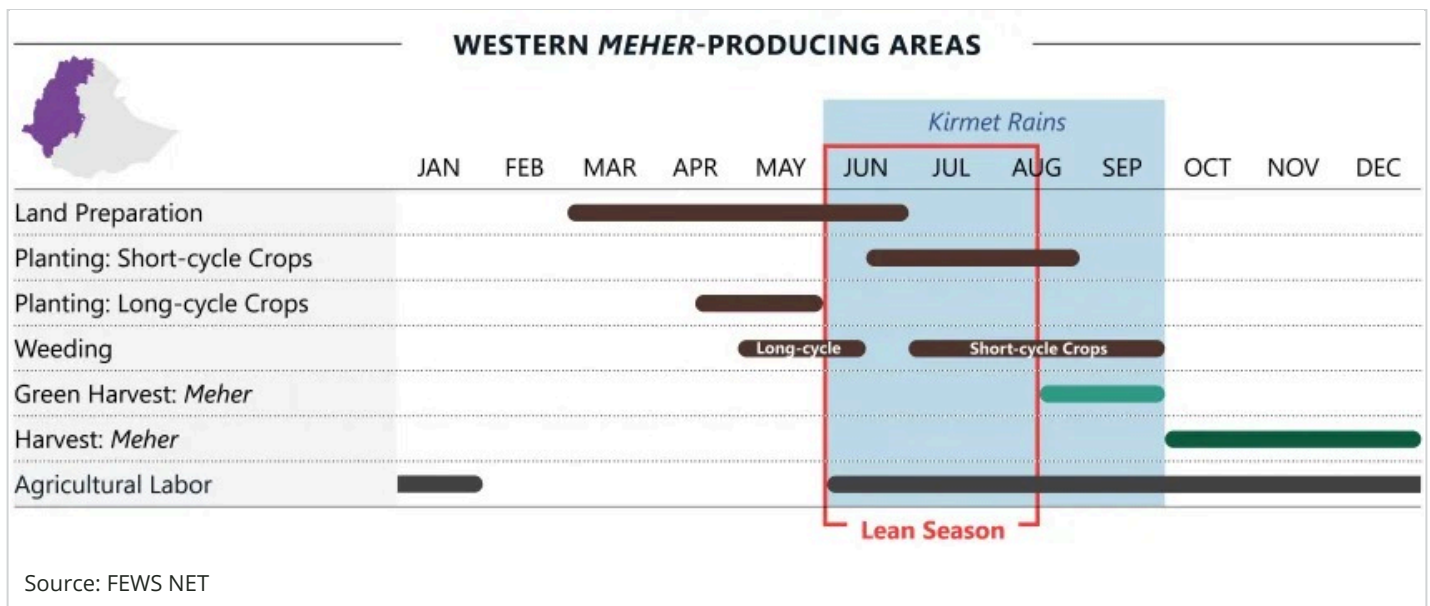 WESTERN MEHER-PRODUCING AREAS
Kirmet Rains
JAN FEB MAR APR MAY JUN JUL AUG SEP OCT NOV DEC
Land Preparation
Planting: Short-cycle Crops
Planting: Long-cycle Crops
Weeding Long-cycle Short-cycle Crops
Green Harvest: Meher
Harvest: Meher
Agricultural Labor
Lean Season
Source: FEWS NET